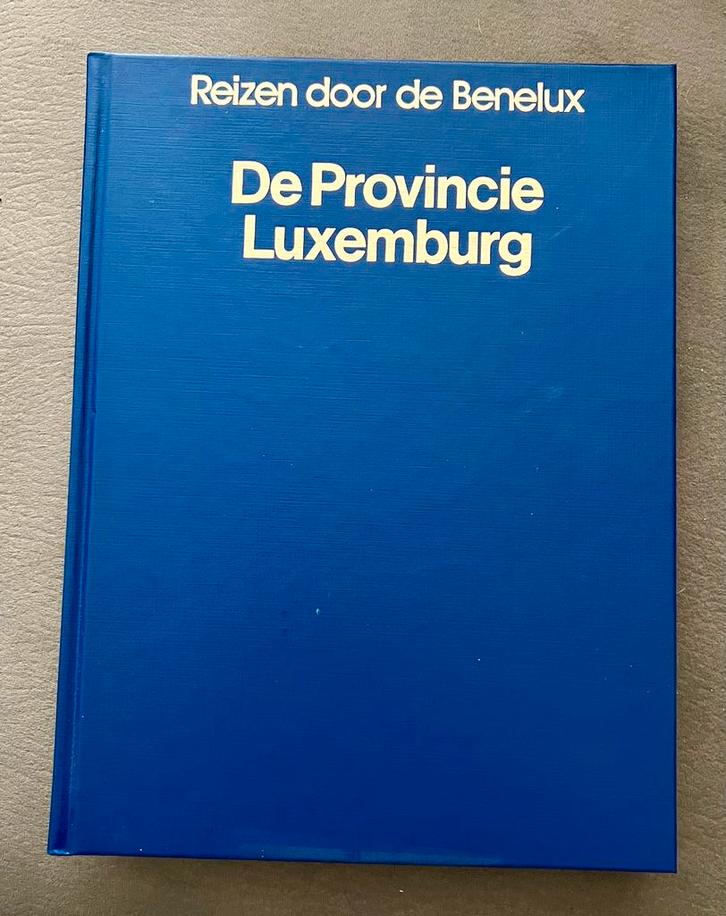 Reizen door de Benelux
De Provincie
Luxemburg